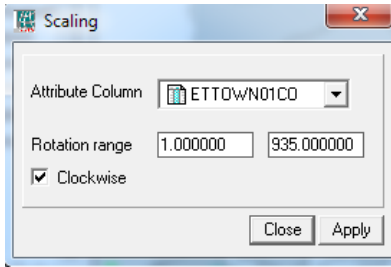 Scaling
Attribute Column ETTOWN01CO
Rotation range 1.000000 935.000000
Clockwise
Close Apply